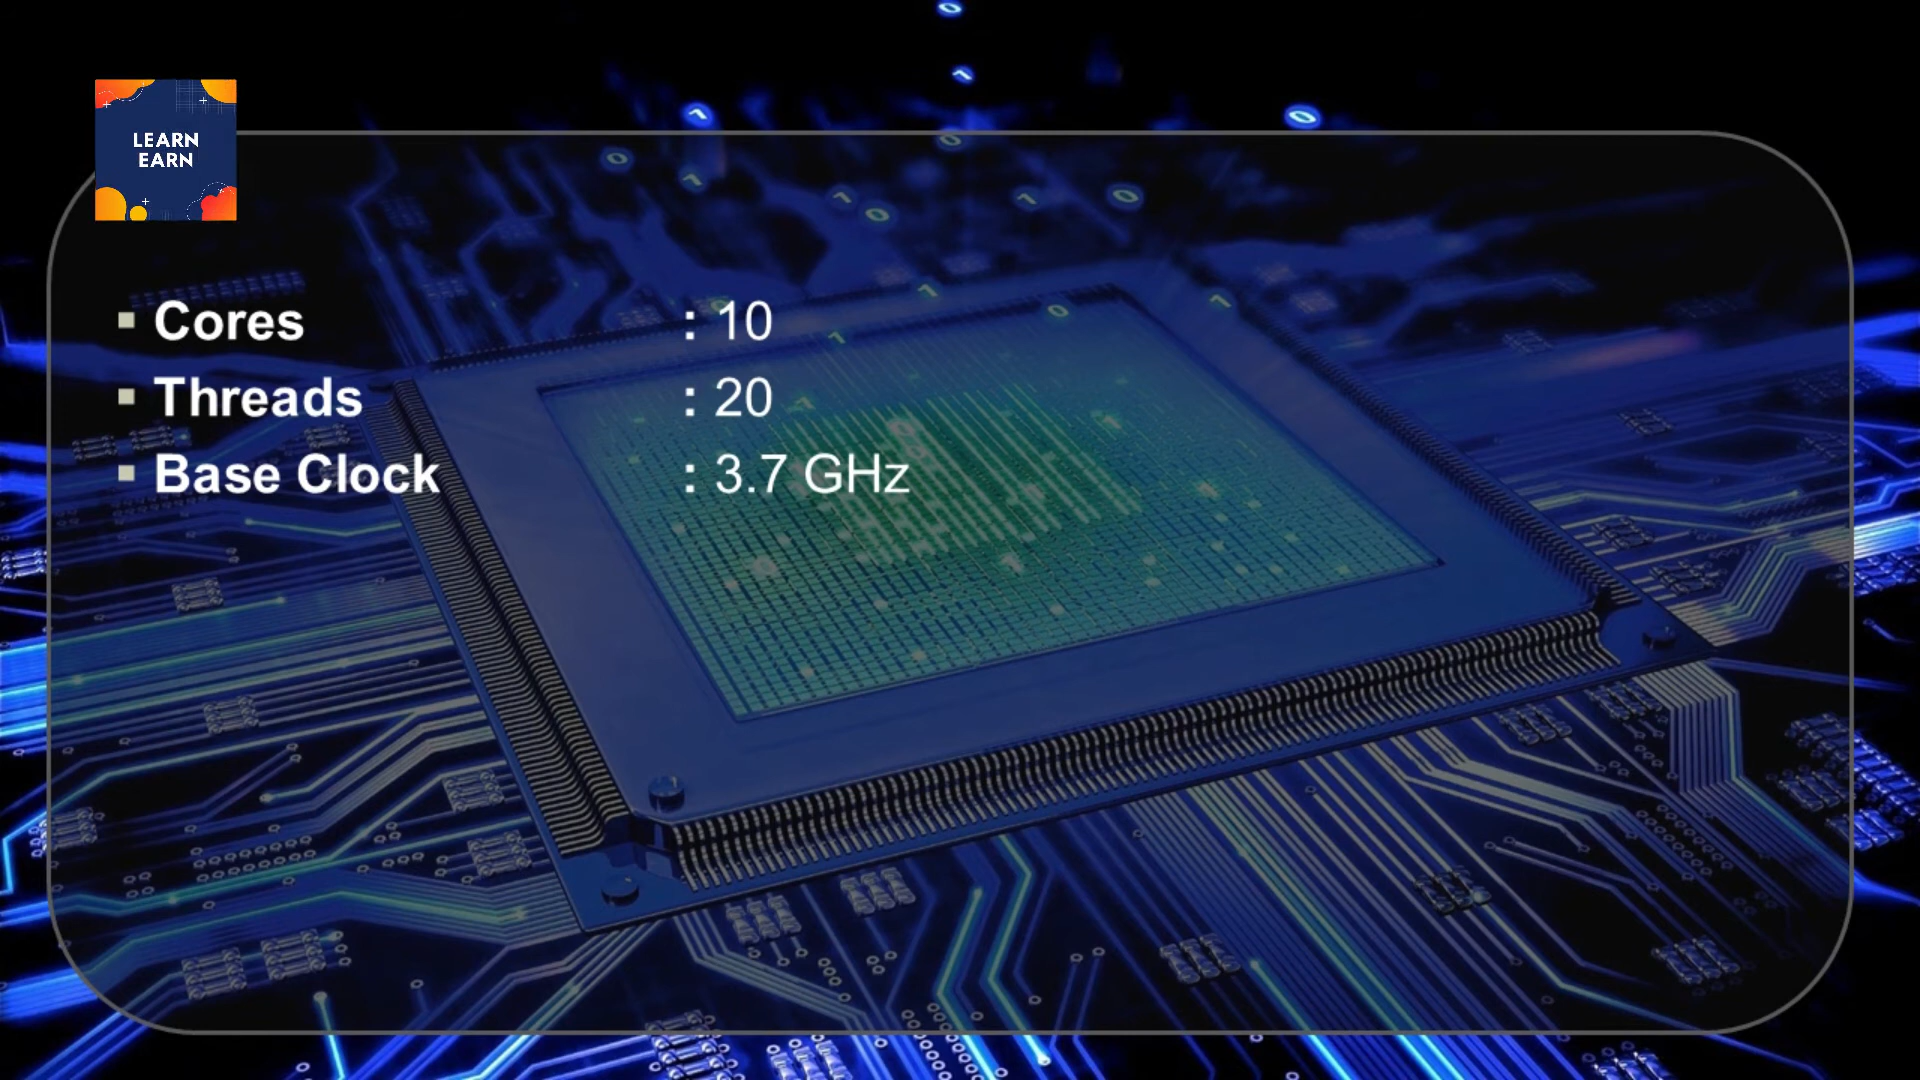 LEARN
EARN
▪ Cores : 10
▪ Threads : 20
▪ Base Clock : 3.7 GHz